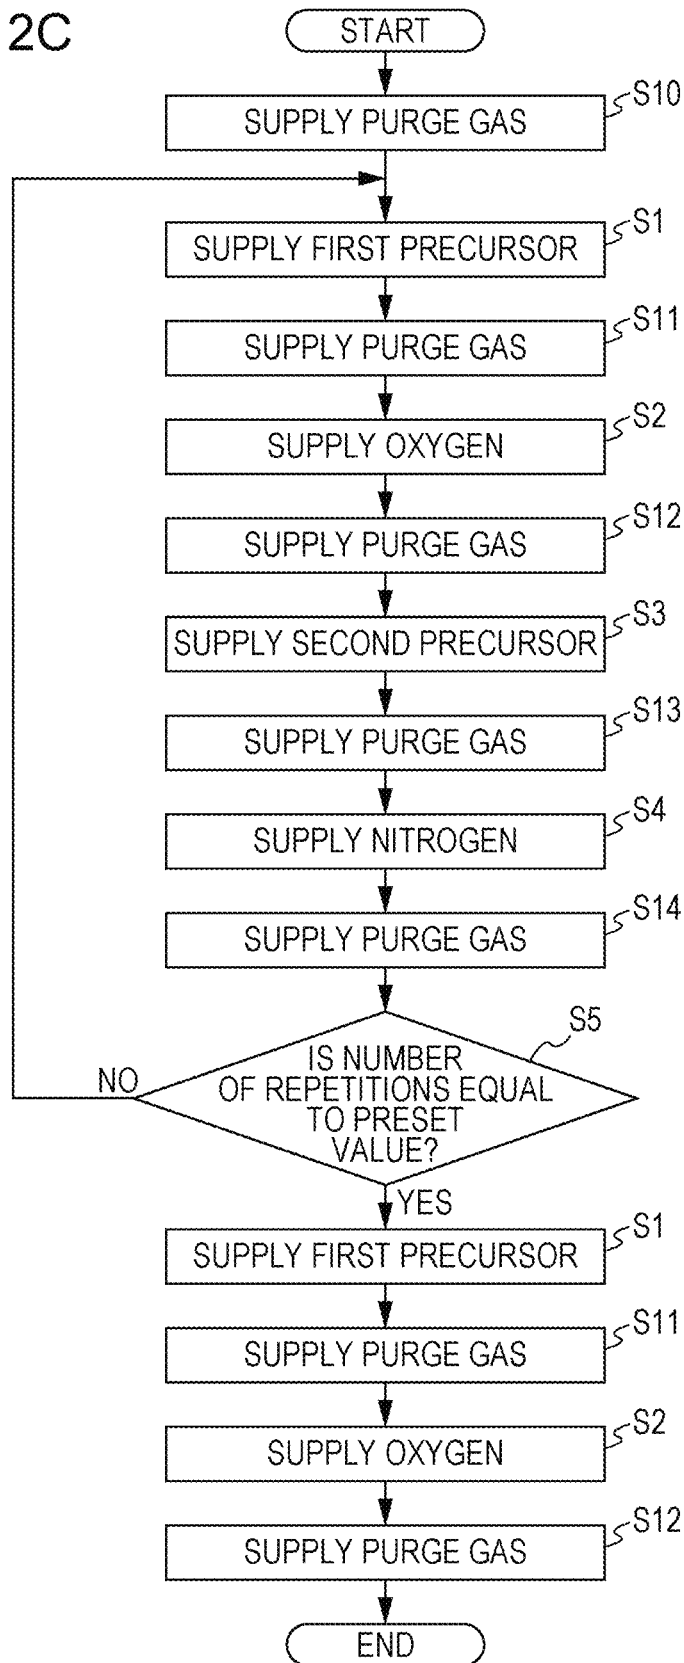 2C
START
SUPPLY PURGE GAS
S10
SUPPLY FIRST PRECURSOR
S1
SUPPLY PURGE GAS
S11
SUPPLY OXYGEN
S2
SUPPLY PURGE GAS
S12
SUPPLY SECOND PRECURSOR
S3
SUPPLY PURGE GAS
S13
SUPPLY NITROGEN
S4
SUPPLY PURGE GAS
S14
S5
IS NUMBER
OF REPETITIONS EQUAL
TO PRESET
VALUE?
NO
YES
SUPPLY FIRST PRECURSOR
S1
SUPPLY PURGE GAS
S11
SUPPLY OXYGEN
S2
SUPPLY PURGE GAS
S12
END